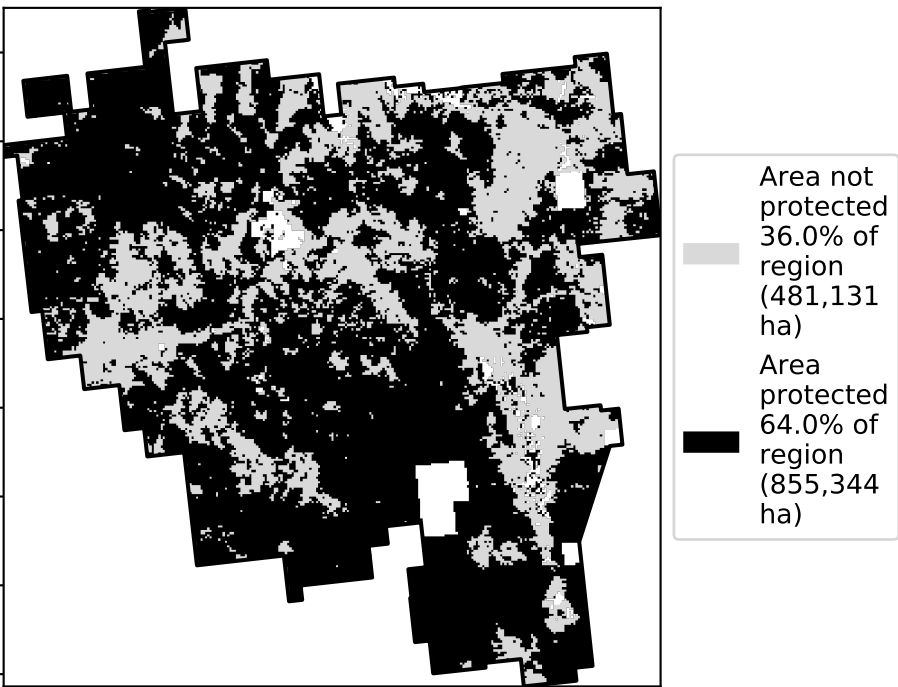 Area not
protected
36.0% of
region
(481,131
ha)
Area
protected
64.0% of
region
(855,344
ha)